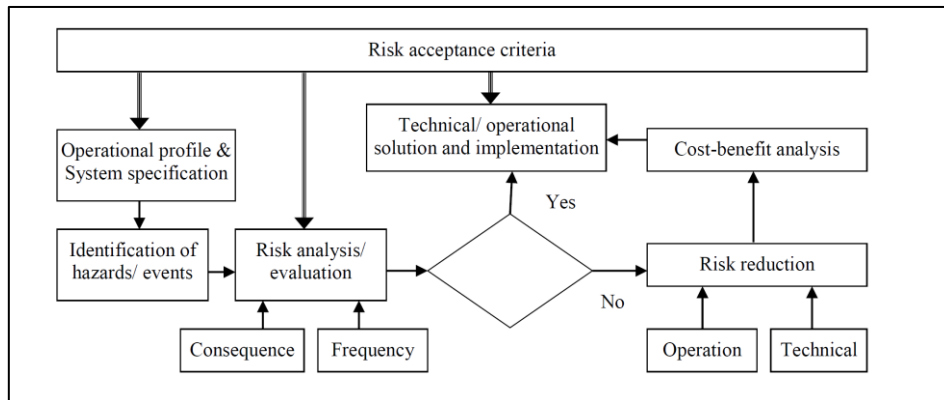 Risk acceptance criteria
Operational profile &
System specification
Technical/ operational
solution and implementation
Cost-benefit analysis
Yes
Identification of
hazards/ events
Risk analysis/
evaluation
Risk reduction
No
Consequence
Frequency
Operation
Technical